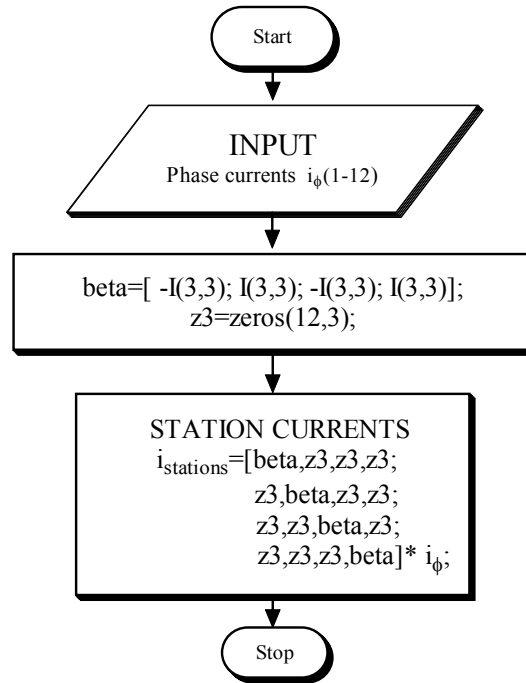 Start
INPUT
Phase currents iϕ(1-12)
beta=[ -I(3,3); I(3,3); -I(3,3); I(3,3)];
z3=zeros(12,3);
STATION CURRENTS
istations=[beta,z3,z3,z3;
z3,beta,z3,z3;
z3,z3,beta,z3;
z3,z3,z3,beta]* iϕ;
Stop